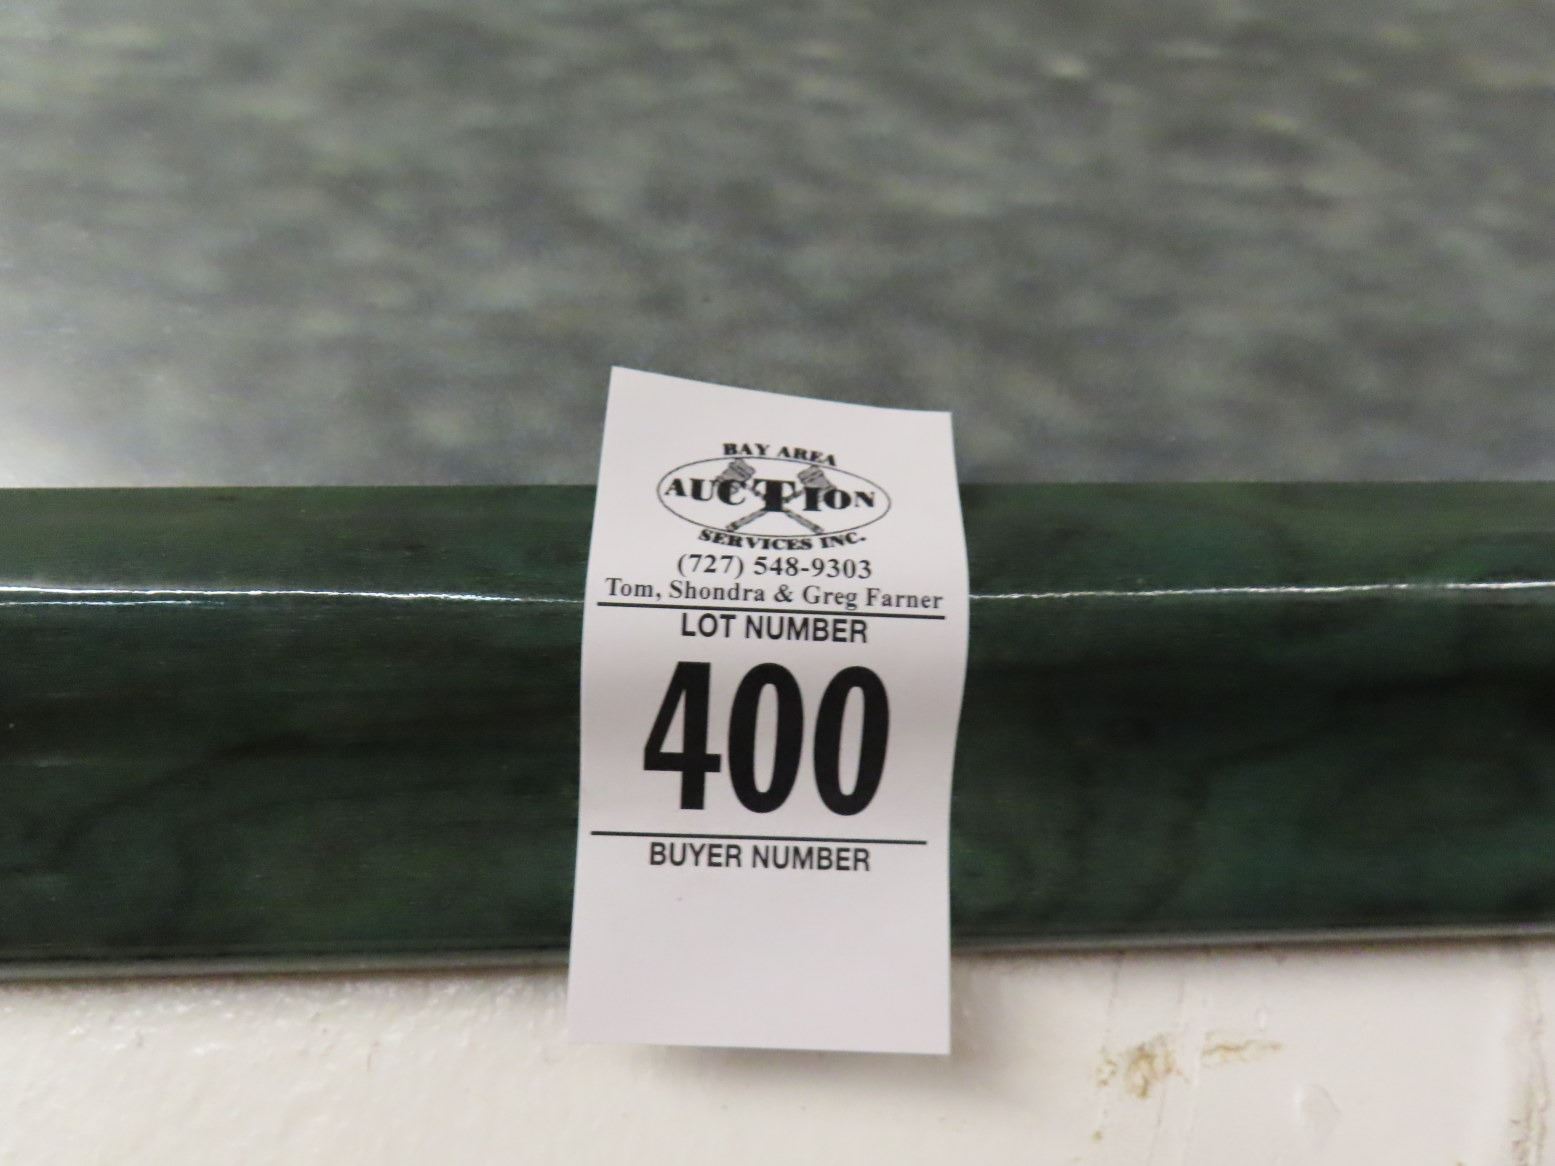 BAY AREA
AUCTION
SERVICES INC.
(727) 548-9303
Tom, Shondra & Greg Farner
LOT NUMBER
400
BUYER NUMBER